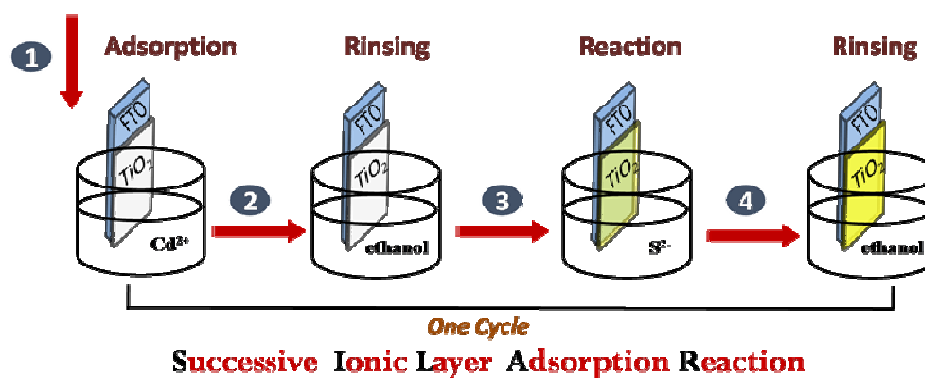 1 Adsorption Rinsing Reaction Rinsing
FTO FTO FTO FTO
TiO₂ TiO₂ TiO₂ TiO₂
2 3 4
Cd²⁺ ethanol S²⁻ ethanol
One Cycle
Successive Ionic Layer Adsorption Reaction